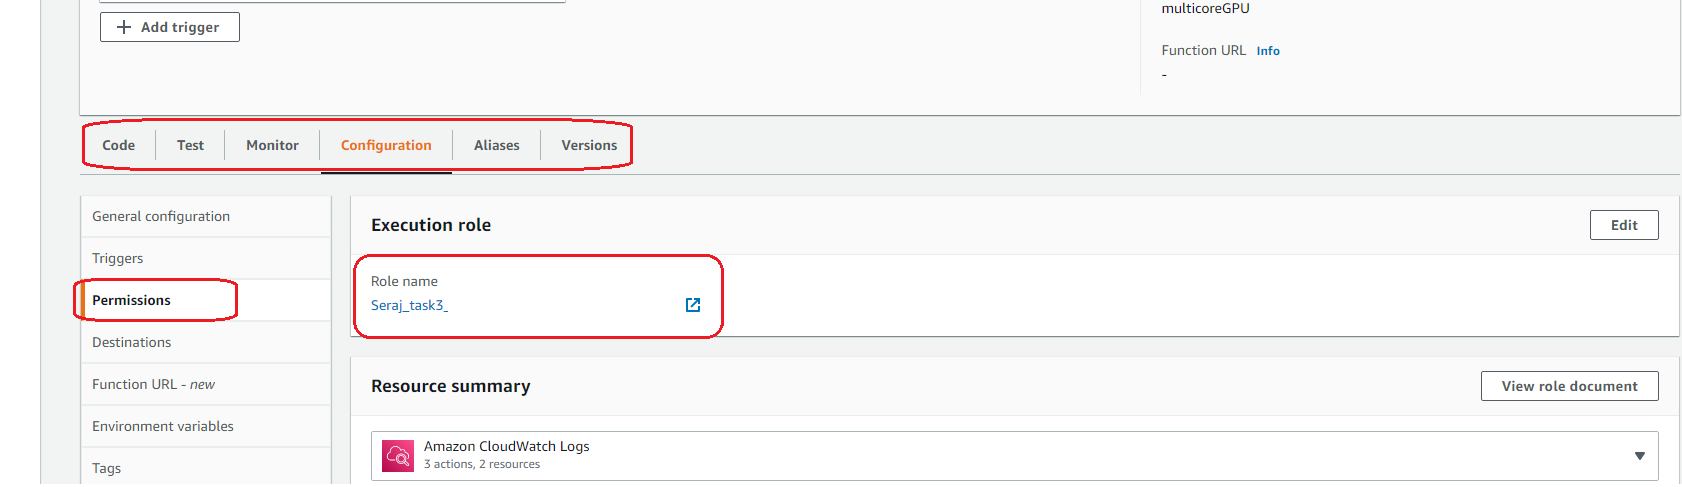 multicoreGPU
Add trigger
Function URL Info
-
Code Test Monitor Configuration Aliases Versions
General configuration
Triggers
Permissions
Destinations
Function URL - new
Environment variables
Tags
Execution role
Edit
Role name
Seraj_task3_
Resource summary
View role document
Amazon CloudWatch Logs
3 actions, 2 resources